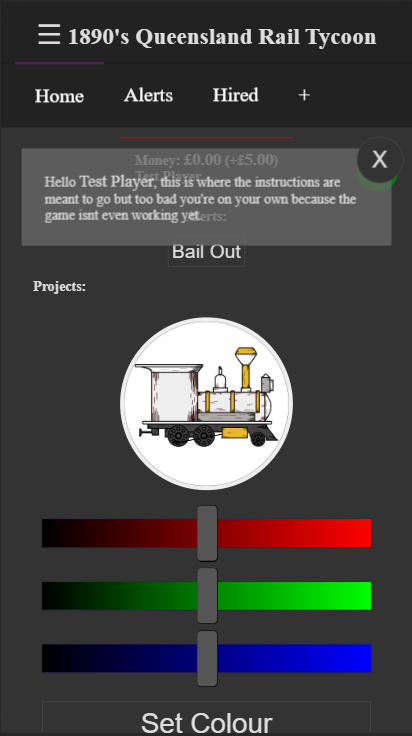 ☰ 1890's Queensland Rail Tycoon
Home Alerts Hired +
Money: £0.00 (+£5.00)
X
Test Player
Hello Test Player, this is where the instructions are
meant to go but too bad you're on your own because the
game isnt even working yet.
Bail Out
Projects:
Set Colour